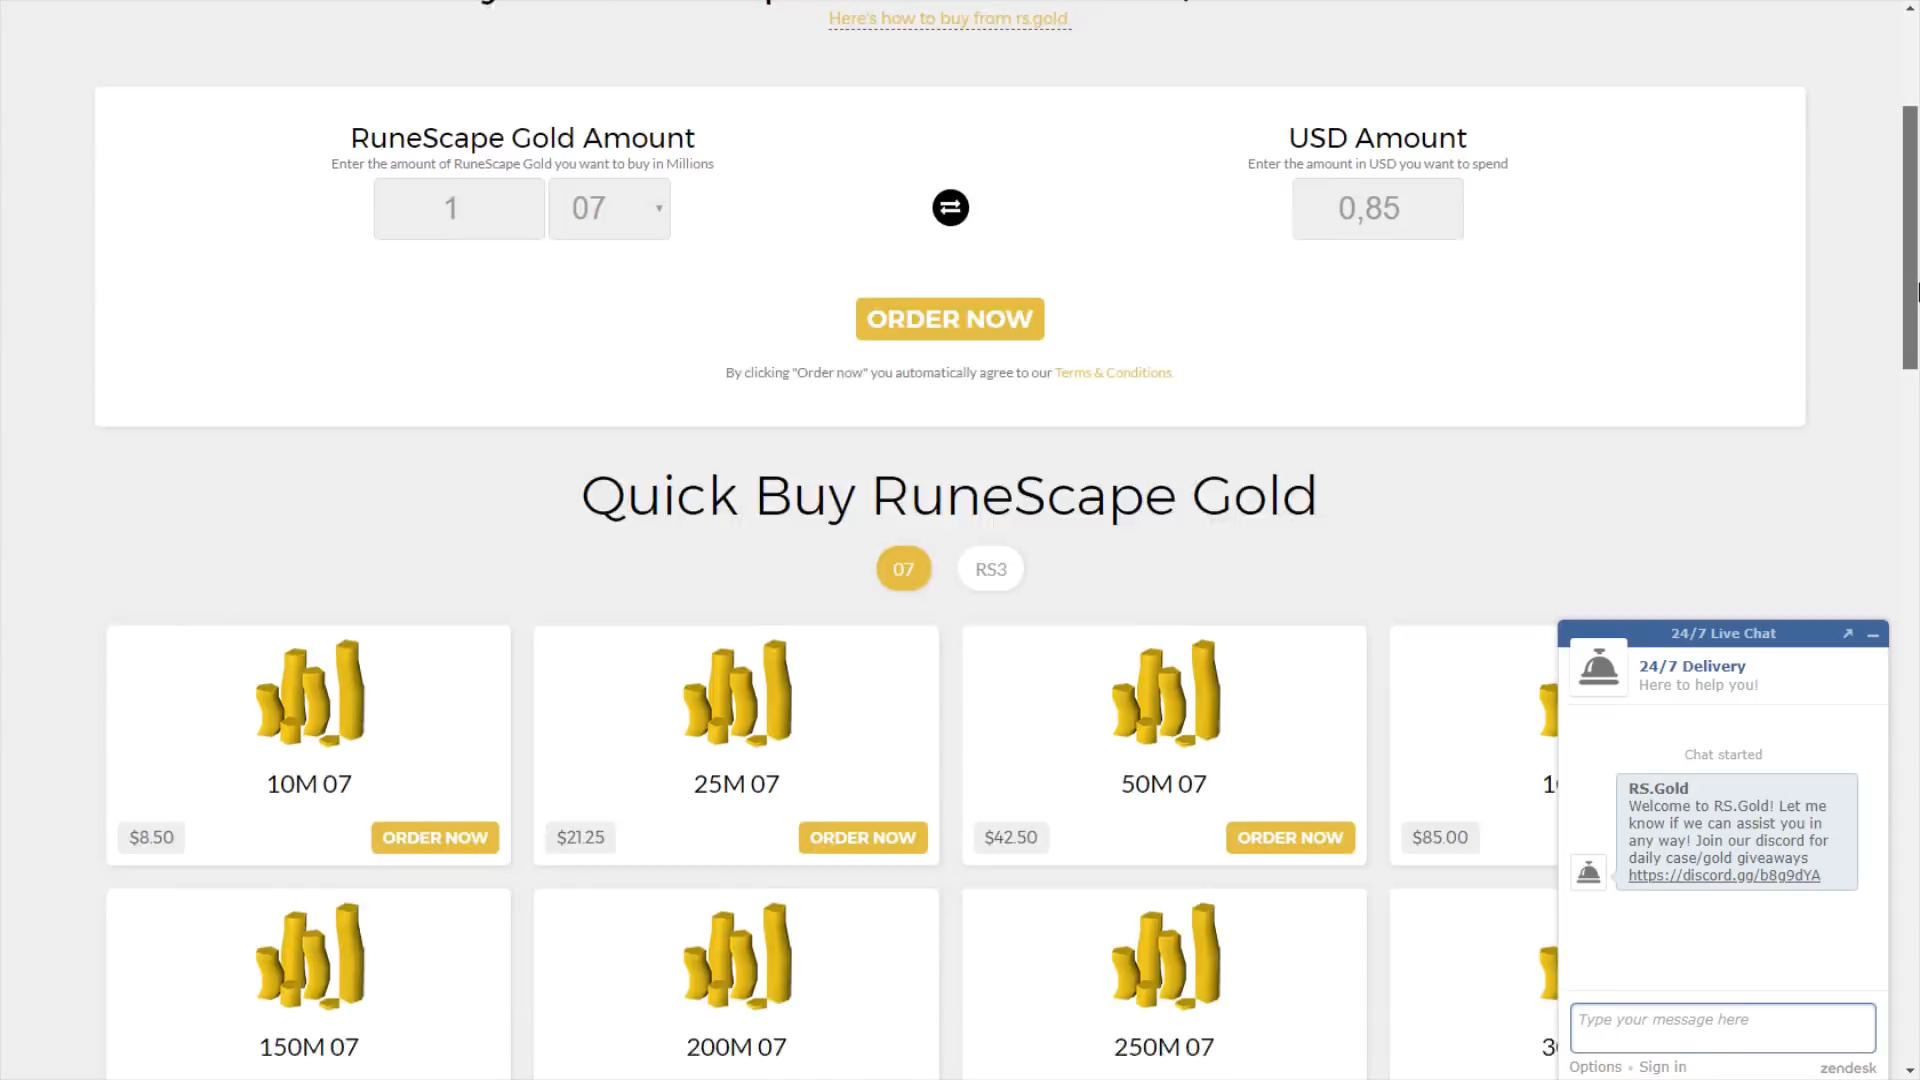 Here's how to buy from rs.gold.
RuneScape Gold Amount
Enter the amount of RuneScape Gold you want to buy in Millions
1
07
USD Amount
Enter the amount in USD you want to spend
0,85
ORDER NOW
By clicking "Order now" you automatically agree to our Terms & Conditions.
Quick Buy RuneScape Gold
07
RS3
10M 07
$8.50
ORDER NOW
25M 07
$21.25
ORDER NOW
50M 07
$42.50
ORDER NOW
$85.00
150M 07
200M 07
250M 07
24/7 Live Chat
24/7 Delivery
Here to help you!
Chat started
RS.Gold
Welcome to RS.Gold! Let me
know if we can assist you in
any way! Join our discord for
daily case/gold giveaways
https://discord.gg/b8g9dYA
Type your message here
Options • Sign in
zendesk